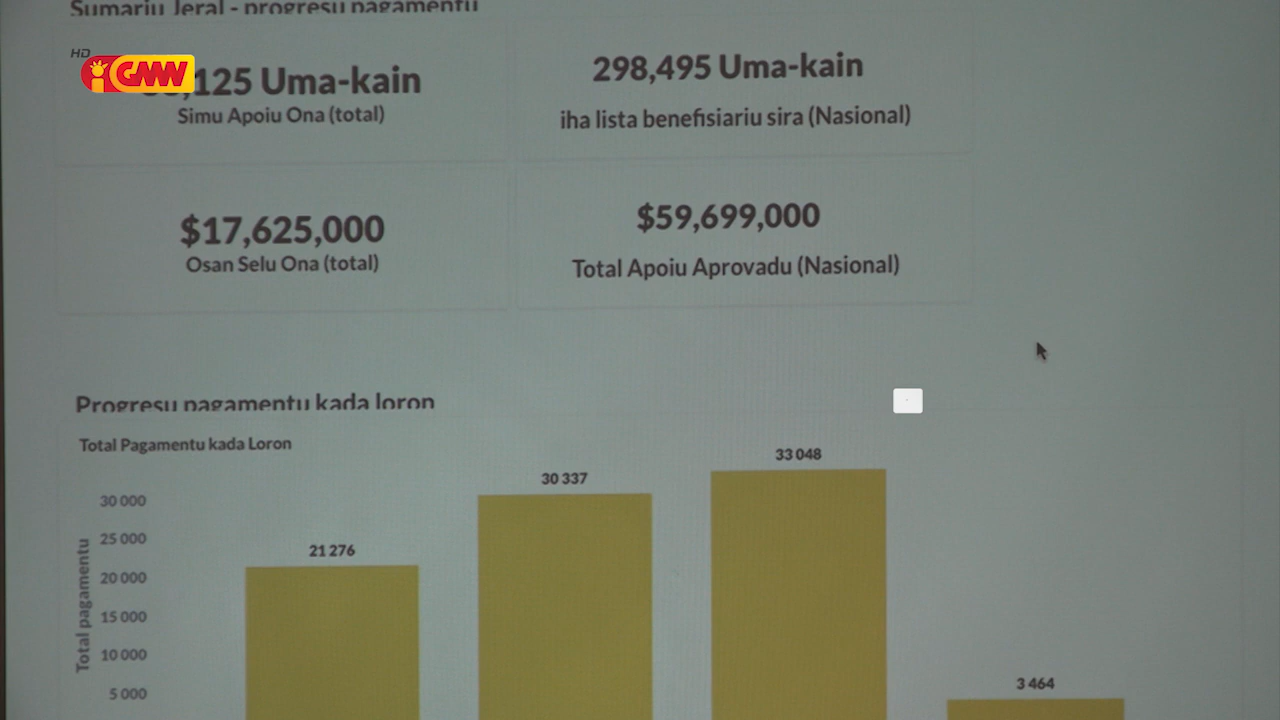 Sumariu Jeral - progresu pagamentu
HD
GMW
Uma-kain
Simu Apoiu Ona (total)
298,495 Uma-kain
iha lista benefisiariu sira (Nasional)
$17,625,000
Osan Selu Ona (total)
$59,699,000
Total Apoiu Aprovadu (Nasional)
Progresu pagamentu kada loron
Total Pagamentu kada Loron
Total pagamentu
30 000
25 000
20 000
15 000
10 000
5 000
21 276
30 337
33 048
3 464